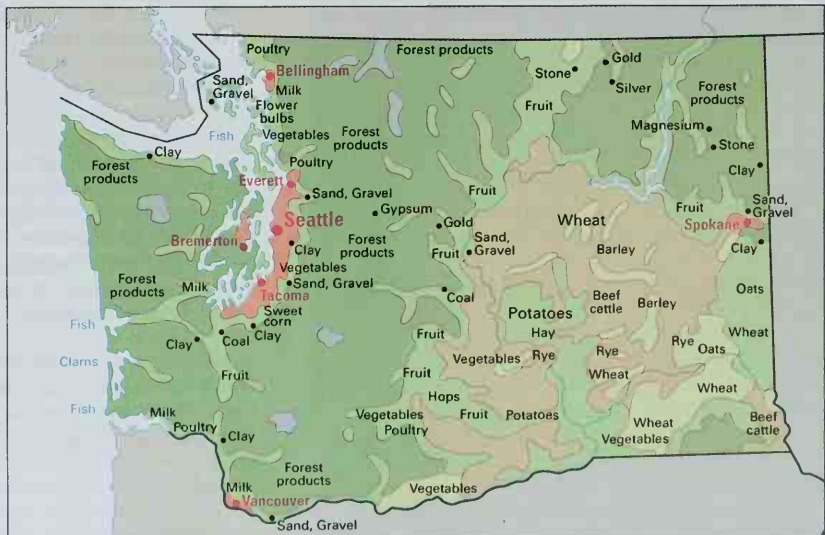 Poultry
Forest products
Bellingham
Gold
Stone
Sand,
Gravel
Milk
Silver
Flower
bulbs
Forest
products
Fruit
Fish
Vegetables
Forest
products
Magnesium
Stone
Clay
Forest
products
Poultry
Clay
Everett
Sand, Gravel
Fruit
Gypsum
Fruit
Sand,
Gravel
Seattle
Gold
Wheat
Spokane
Bremerton
Clay
Forest
products
Fruit
Sand,
Gravel
Barley
Clay
Vegetables
Forest
products
Milk
Sand, Gravel
Coal
Beef
cattle
Barley
Oats
Tacoma
Sweet
corn
Potatoes
Fish
Clay
Coal
Clay
Fruit
Hay
Wheat
Clams
Vegetables
Rye
Rye
Rye
Oats
Fruit
Fruit
Wheat
Wheat
Hops
Fish
Milk
Poultry
Vegetables
Poultry
Fruit
Potatoes
Wheat
Vegetables
Beef
cattle
Clay
Forest
products
Milk
Vancouver
Vegetables
Sand, Gravel